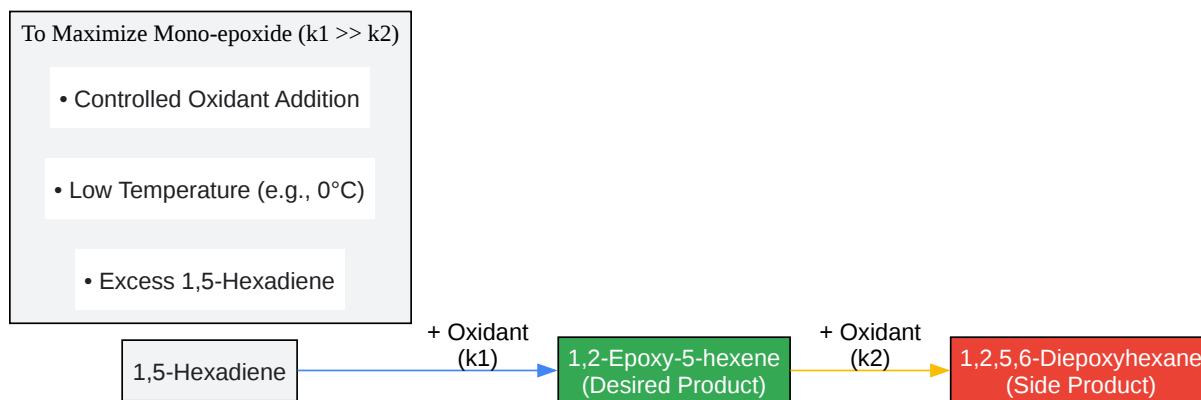 To Maximize Mono-epoxide (k1 >> k2)
• Controlled Oxidant Addition
• Low Temperature (e.g., 0°C)
• Excess 1,5-Hexadiene
1,5-Hexadiene
+ Oxidant
(k1)
1,2-Epoxy-5-hexene
(Desired Product)
+ Oxidant
(k2)
1,2,5,6-Diepoxyhexane
(Side Product)